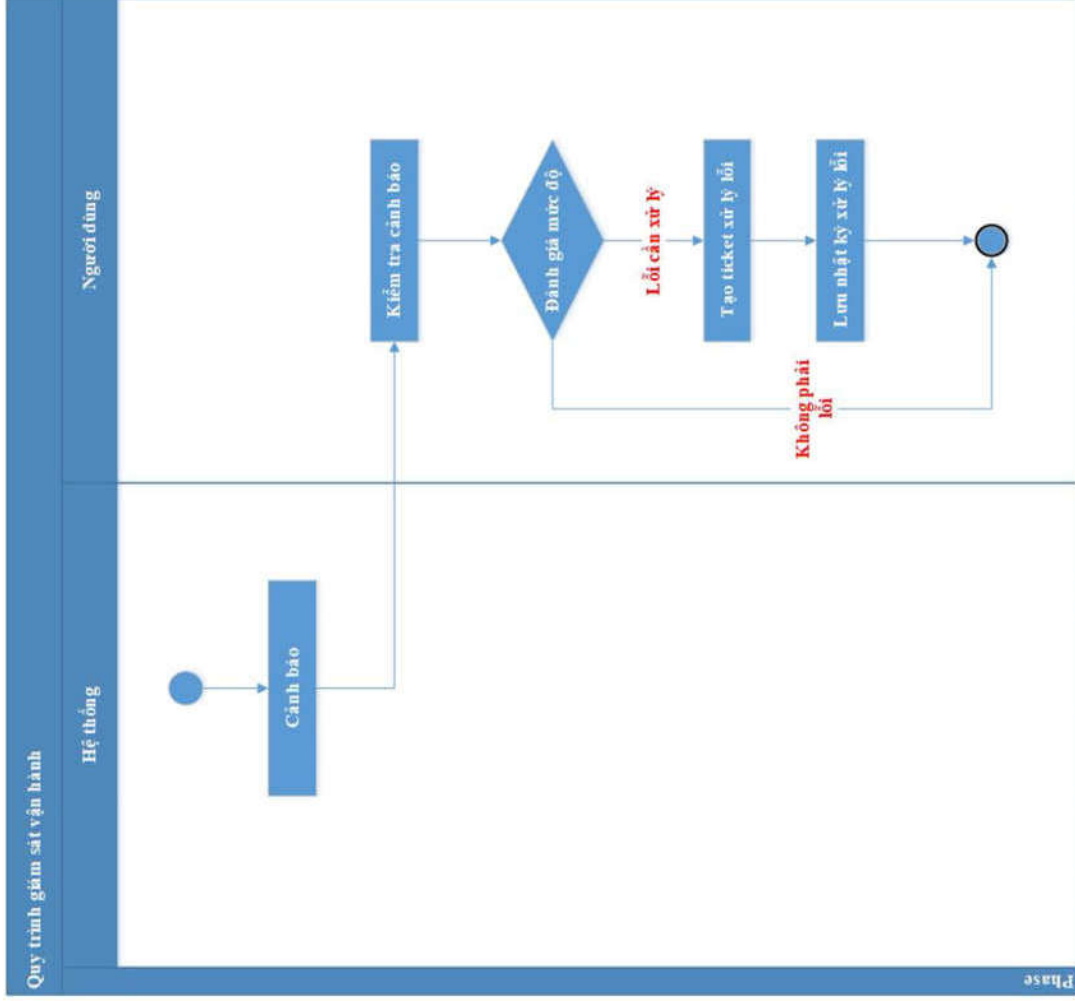 Quy trình giám sát vận hành
Hệ thống
Người dùng
Phase
Cảnh báo
Kiểm tra cảnh báo
Đánh giá mức độ
Lỗi cần xử lý
Tạo ticket xử lý lỗi
Lưu nhật ký xử lý lỗi
Không phải
lỗi